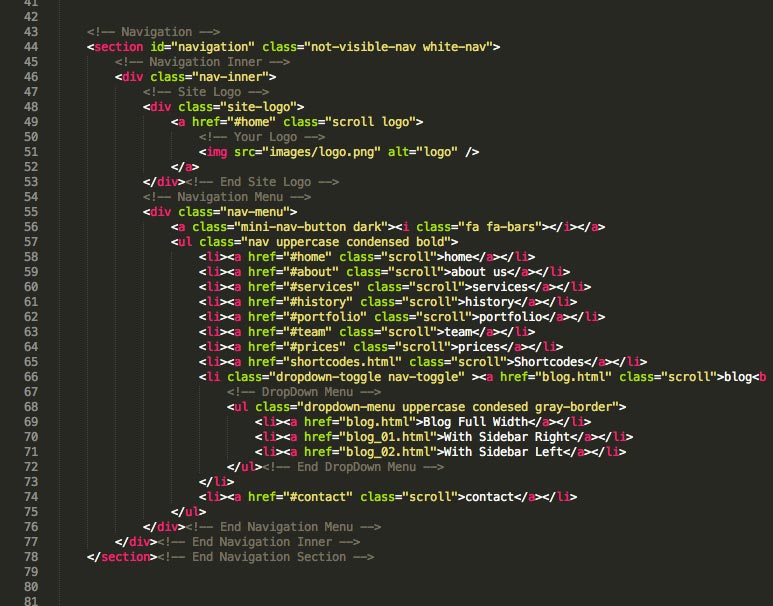 41
42
43 <!-- Navigation -->
44 <section id="navigation" class="not-visible-nav white-nav">
45 <!-- Navigation Inner -->
46 <div class="nav-inner">
47 <!-- Site Logo -->
48 <div class="site-logo">
49 <a href="#home" class="scroll logo">
50 <!-- Your Logo -->
51 <img src="images/logo.png" alt="logo" />
52 </a>
53 </div><!-- End Site Logo -->
54 <!-- Navigation Menu -->
55 <div class="nav-menu">
56 <a class="mini-nav-button dark"><i class="fa fa-bars"></i></a>
57 <ul class="nav uppercase condensed bold">
58 <li><a href="#home" class="scroll">home</a></li>
59 <li><a href="#about" class="scroll">about us</a></li>
60 <li><a href="#services" class="scroll">services</a></li>
61 <li><a href="#history" class="scroll">history</a></li>
62 <li><a href="#portfolio" class="scroll">portfolio</a></li>
63 <li><a href="#team" class="scroll">team</a></li>
64 <li><a href="#prices" class="scroll">prices</a></li>
65 <li><a href="shortcodes.html" class="scroll">Shortcodes</a></li>
66 <li class="dropdown-toggle nav-toggle" ><a href="blog.html" class="scroll">blog<b
67 <!-- DropDown Menu -->
68 <ul class="dropdown-menu uppercase condesed gray-border">
69 <li><a href="blog.html">Blog Full Width</a></li>
70 <li><a href="blog_01.html">With Sidebar Right</a></li>
71 <li><a href="blog_02.html">With Sidebar Left</a></li>
72 </ul><!-- End DropDown Menu -->
73 </li>
74 <li><a href="#contact" class="scroll">contact</a></li>
75 </ul>
76 </div><!-- End Navigation Menu -->
77 </div><!-- End Navigation Inner -->
78 </section><!-- End Navigation Section -->
79
80
81